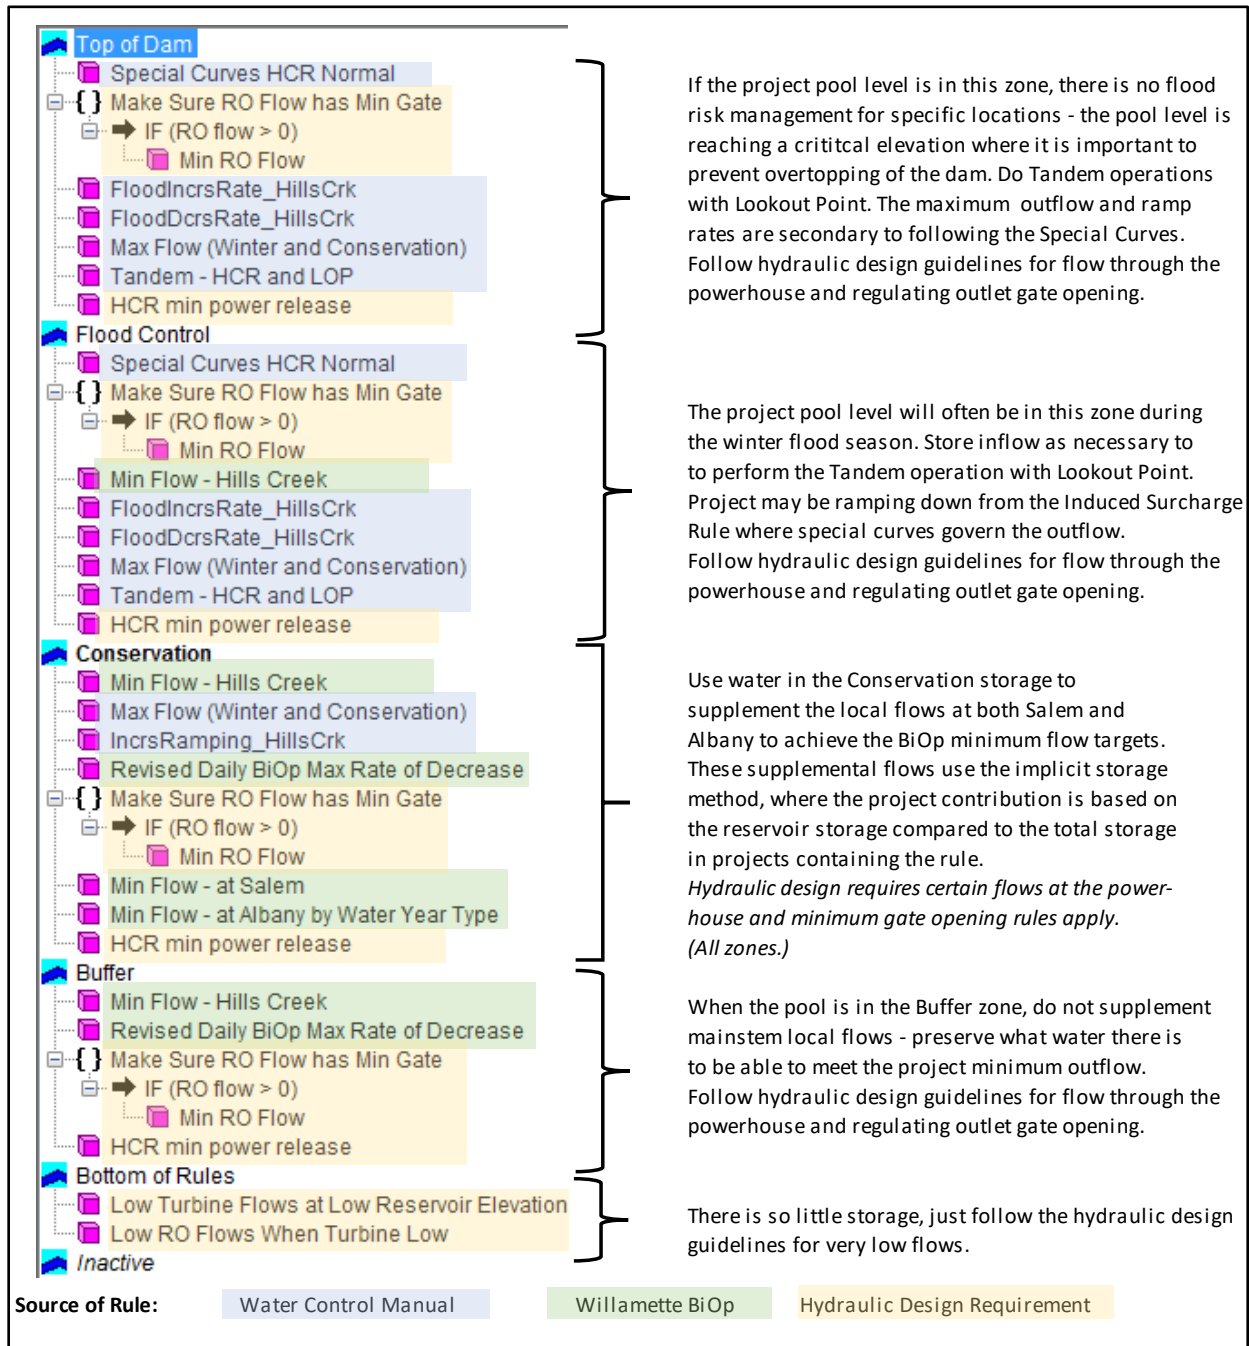 Top of Dam
Special Curves HCR Normal
{ } Make Sure RO Flow has Min Gate
IF (RO flow > 0)
Min RO Flow
FloodIncrsRate_HillsCrk
FloodDcrsRate_HillsCrk
Max Flow (Winter and Conservation)
Tandem - HCR and LOP
HCR min power release
If the project pool level is in this zone, there is no flood
risk management for specific locations - the pool level is
reaching a crititcal elevation where it is important to
prevent overtopping of the dam. Do Tandem operations
with Lookout Point. The maximum outflow and ramp
rates are secondary to following the Special Curves.
Follow hydraulic design guidelines for flow through the
powerhouse and regulating outlet gate opening.
Flood Control
Special Curves HCR Normal
{ } Make Sure RO Flow has Min Gate
IF (RO flow > 0)
Min RO Flow
Min Flow - Hills Creek
FloodIncrsRate_HillsCrk
FloodDcrsRate_HillsCrk
Max Flow (Winter and Conservation)
Tandem - HCR and LOP
HCR min power release
The project pool level will often be in this zone during
the winter flood season. Store inflow as necessary to
to perform the Tandem operation with Lookout Point.
Project may be ramping down from the Induced Surcharge
Rule where special curves govern the outflow.
Follow hydraulic design guidelines for flow through the
powerhouse and regulating outlet gate opening.
Conservation
Min Flow - Hills Creek
Max Flow (Winter and Conservation)
IncrsRamping_HillsCrk
Revised Daily BiOp Max Rate of Decrease
{ } Make Sure RO Flow has Min Gate
IF (RO flow > 0)
Min RO Flow
Min Flow - at Salem
Min Flow - at Albany by Water Year Type
HCR min power release
Use water in the Conservation storage to
supplement the local flows at both Salem and
Albany to achieve the BiOp minimum flow targets.
These supplemental flows use the implicit storage
method, where the project contribution is based on
the reservoir storage compared to the total storage
in projects containing the rule.
Hydraulic design requires certain flows at the power-
house and minimum gate opening rules apply.
(All zones.)
Buffer
Min Flow - Hills Creek
Revised Daily BiOp Max Rate of Decrease
{ } Make Sure RO Flow has Min Gate
IF (RO flow > 0)
Min RO Flow
HCR min power release
When the pool is in the Buffer zone, do not supplement
mainstem local flows - preserve what water there is
to be able to meet the project minimum outflow.
Follow hydraulic design guidelines for flow through the
powerhouse and regulating outlet gate opening.
Bottom of Rules
Low Turbine Flows at Low Reservoir Elevation
Low RO Flows When Turbine Low
There is so little storage, just follow the hydraulic design
guidelines for very low flows.
Inactive
Source of Rule: Water Control Manual Willamette BiOp Hydraulic Design Requirement